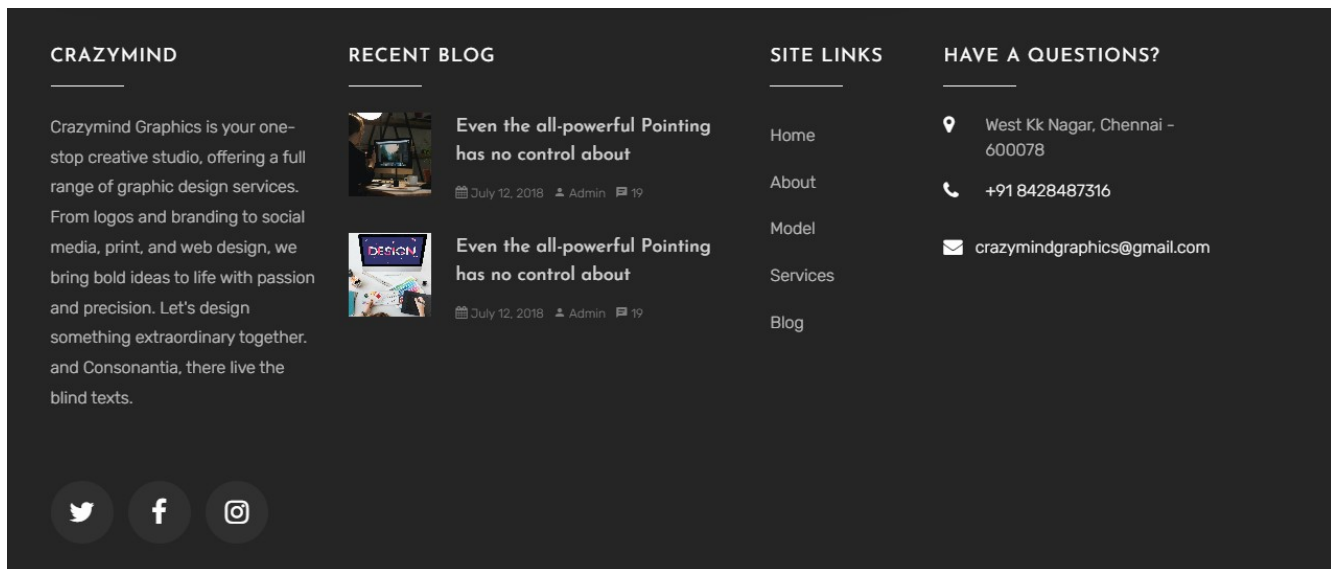 CRAZYMIND
Crazymind Graphics is your one-
stop creative studio, offering a full
range of graphic design services.
From logos and branding to social
media, print, and web design, we
bring bold ideas to life with passion
and precision. Let's design
something extraordinary together.
and Consonantia, there live the
blind texts.
RECENT BLOG
Even the all-powerful Pointing
has no control about
July 12, 2018 Admin 19
DESIGN
Even the all-powerful Pointing
has no control about
July 12, 2018 Admin 19
SITE LINKS
Home
About
Model
Services
Blog
HAVE A QUESTIONS?
West Kk Nagar, Chennai -
600078
+91 8428487316
crazymindgraphics@gmail.com